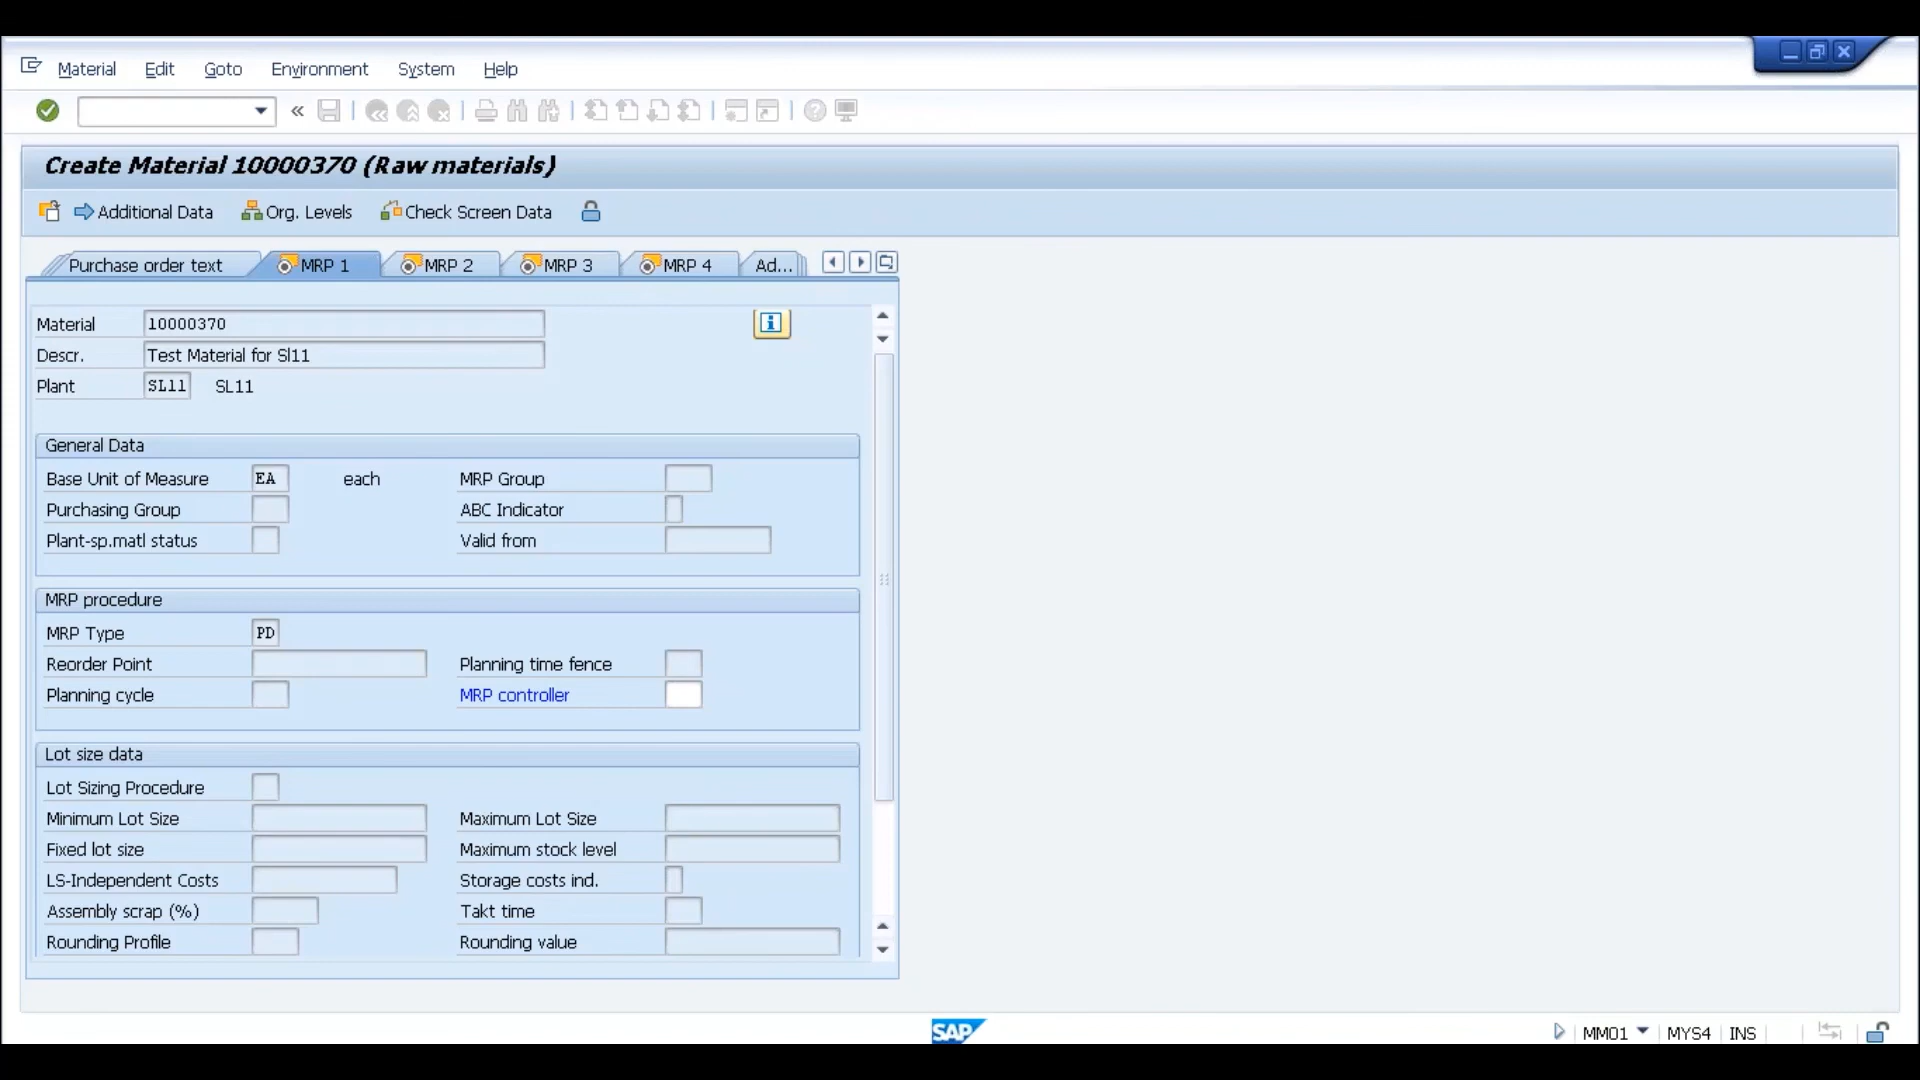 Material Edit Goto Environment System Help
Create Material 10000370 (Raw materials)
Additional Data Org. Levels Check Screen Data
Purchase order text MRP 1 MRP 2 MRP 3 MRP 4 Ad...
Material 10000370
Descr. Test Material for Sl11
Plant SL11 SL11
General Data
Base Unit of Measure EA each MRP Group
Purchasing Group ABC Indicator
Plant-sp.matl status Valid from
MRP procedure
MRP Type PD
Reorder Point Planning time fence
Planning cycle MRP controller
Lot size data
Lot Sizing Procedure
Minimum Lot Size Maximum Lot Size
Fixed lot size Maximum stock level
LS-Independent Costs Storage costs ind.
Assembly scrap (%) Takt time
Rounding Profile Rounding value
SAP MM01 MYS4 INS